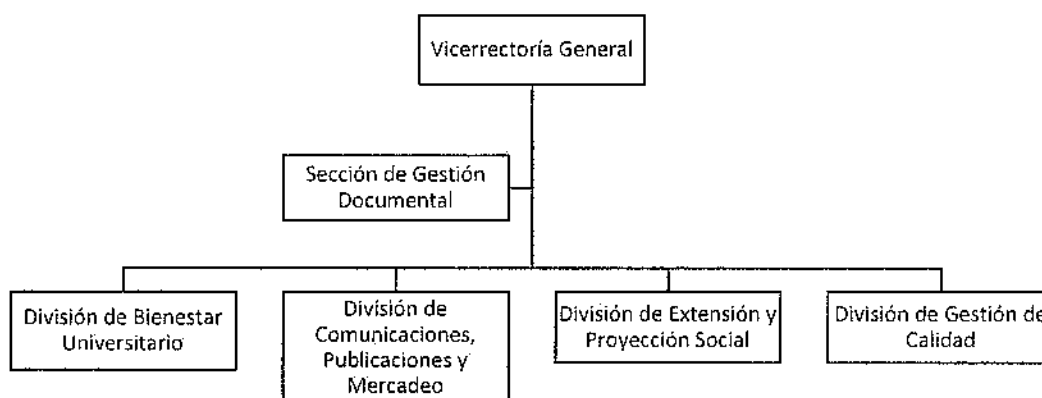 Vicerrectoría General
Sección de Gestión
Documental
División de Bienestar
Universitario
División de
Comunicaciones,
Publicaciones y
Mercadeo
División de Extensión y
Proyección Social
División de Gestión de
Calidad